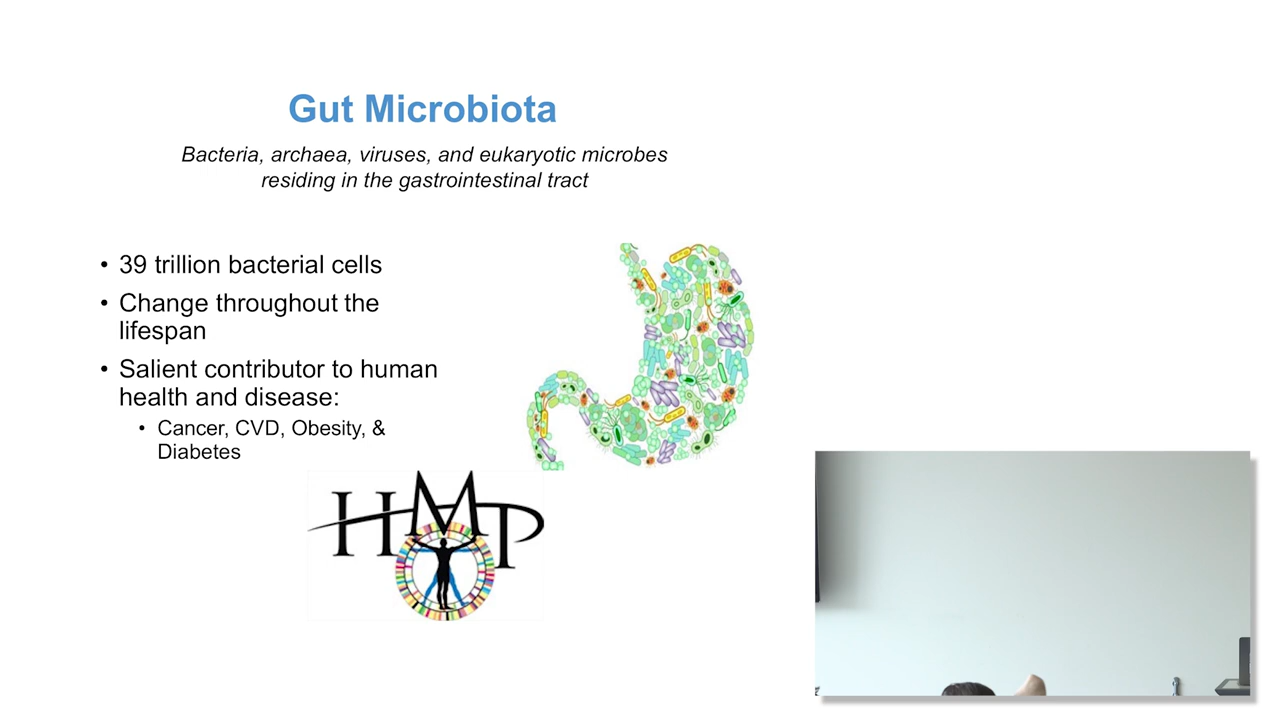 Gut Microbiota
Bacteria, archaea, viruses, and eukaryotic microbes
residing in the gastrointestinal tract
• 39 trillion bacterial cells
• Change throughout the
lifespan
• Salient contributor to human
health and disease:
• Cancer, CVD, Obesity, &
Diabetes
HMP